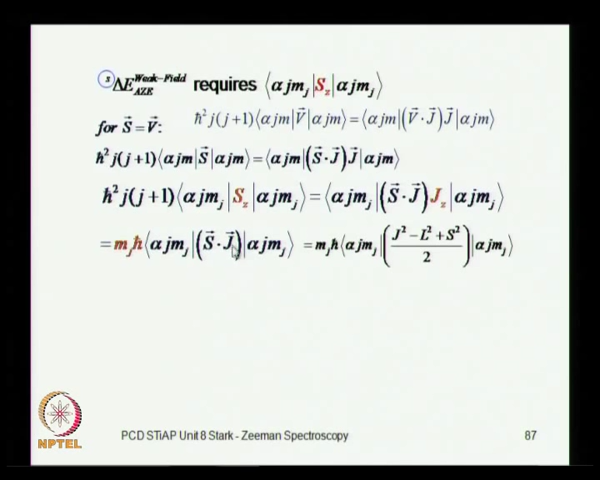 ˢΔE_{AZE}^{Weak-Field} requires ⟨αjm_j|S_z|αjm_j⟩
for S⃗ = V⃗: ħ²j(j+1)⟨αjm|V⃗|αjm⟩=⟨αjm|(V⃗·J⃗)J⃗|αjm⟩
ħ²j(j+1)⟨αjm|S⃗|αjm⟩=⟨αjm|(S⃗·J⃗)J⃗|αjm⟩
ħ²j(j+1)⟨αjm_j|S_z|αjm_j⟩=⟨αjm_j|(S⃗·J⃗)J_z|αjm_j⟩
=m_jħ⟨αjm_j|(S⃗·J⃗)|αjm_j⟩ =m_jħ⟨αjm_j|((J²−L²+S²)/2)|αjm_j⟩
NPTEL
PCD STiAP Unit 8 Stark - Zeeman Spectroscopy 87